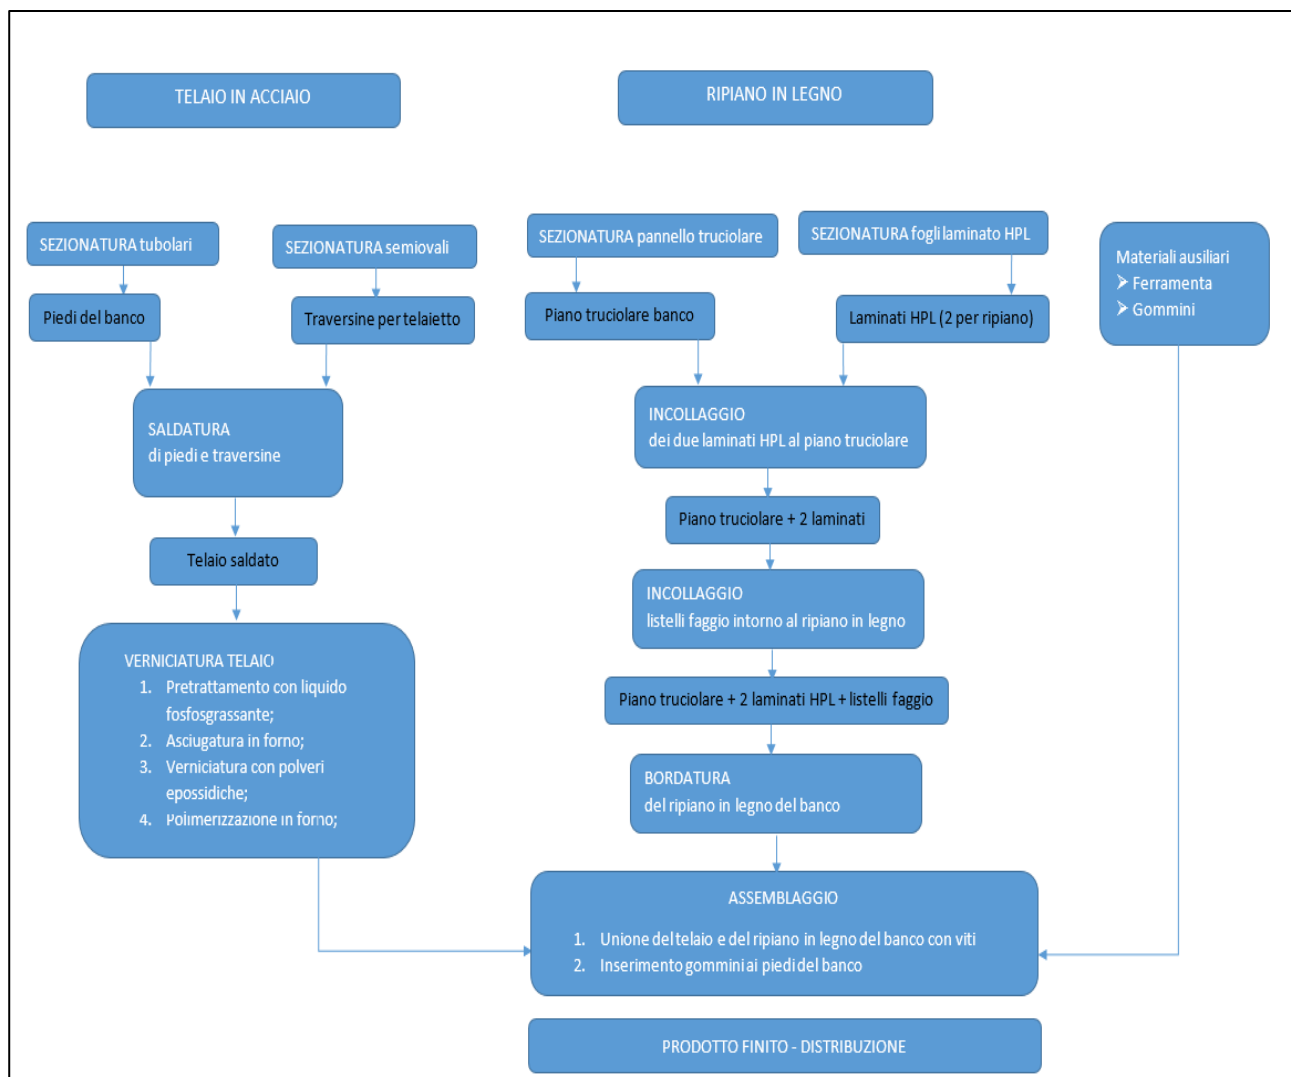 TELAIO IN ACCIAIO
RIPIANO IN LEGNO
SEZIONATURA tubolari
SEZIONATURA semiovali
SEZIONATURA pannello truciolare
SEZIONATURA fogli laminato HPL
Materiali ausiliari
➢ Ferramenta
➢ Gommini
Piedi del banco
Traversine per telaietto
Piano truciolare banco
Laminati HPL (2 per ripiano)
SALDATURA
di piedi e traversine
INCOLLAGGIO
dei due laminati HPL al piano truciolare
Telaio saldato
Piano truciolare + 2 laminati
INCOLLAGGIO
listelli faggio intorno al ripiano in legno
VERNICIATURA TELAIO
1. Pretrattamento con liquido
fosfosgrassante;
2. Asciugatura in forno;
3. Verniciatura con polveri
epossidiche;
4. Polimerizzazione in forno;
Piano truciolare + 2 laminati HPL + listelli faggio
BORDATURA
del ripiano in legno del banco
ASSEMBLAGGIO
1. Unione del telaio e del ripiano in legno del banco con viti
2. Inserimento gommini ai piedi del banco
PRODOTTO FINITO - DISTRIBUZIONE